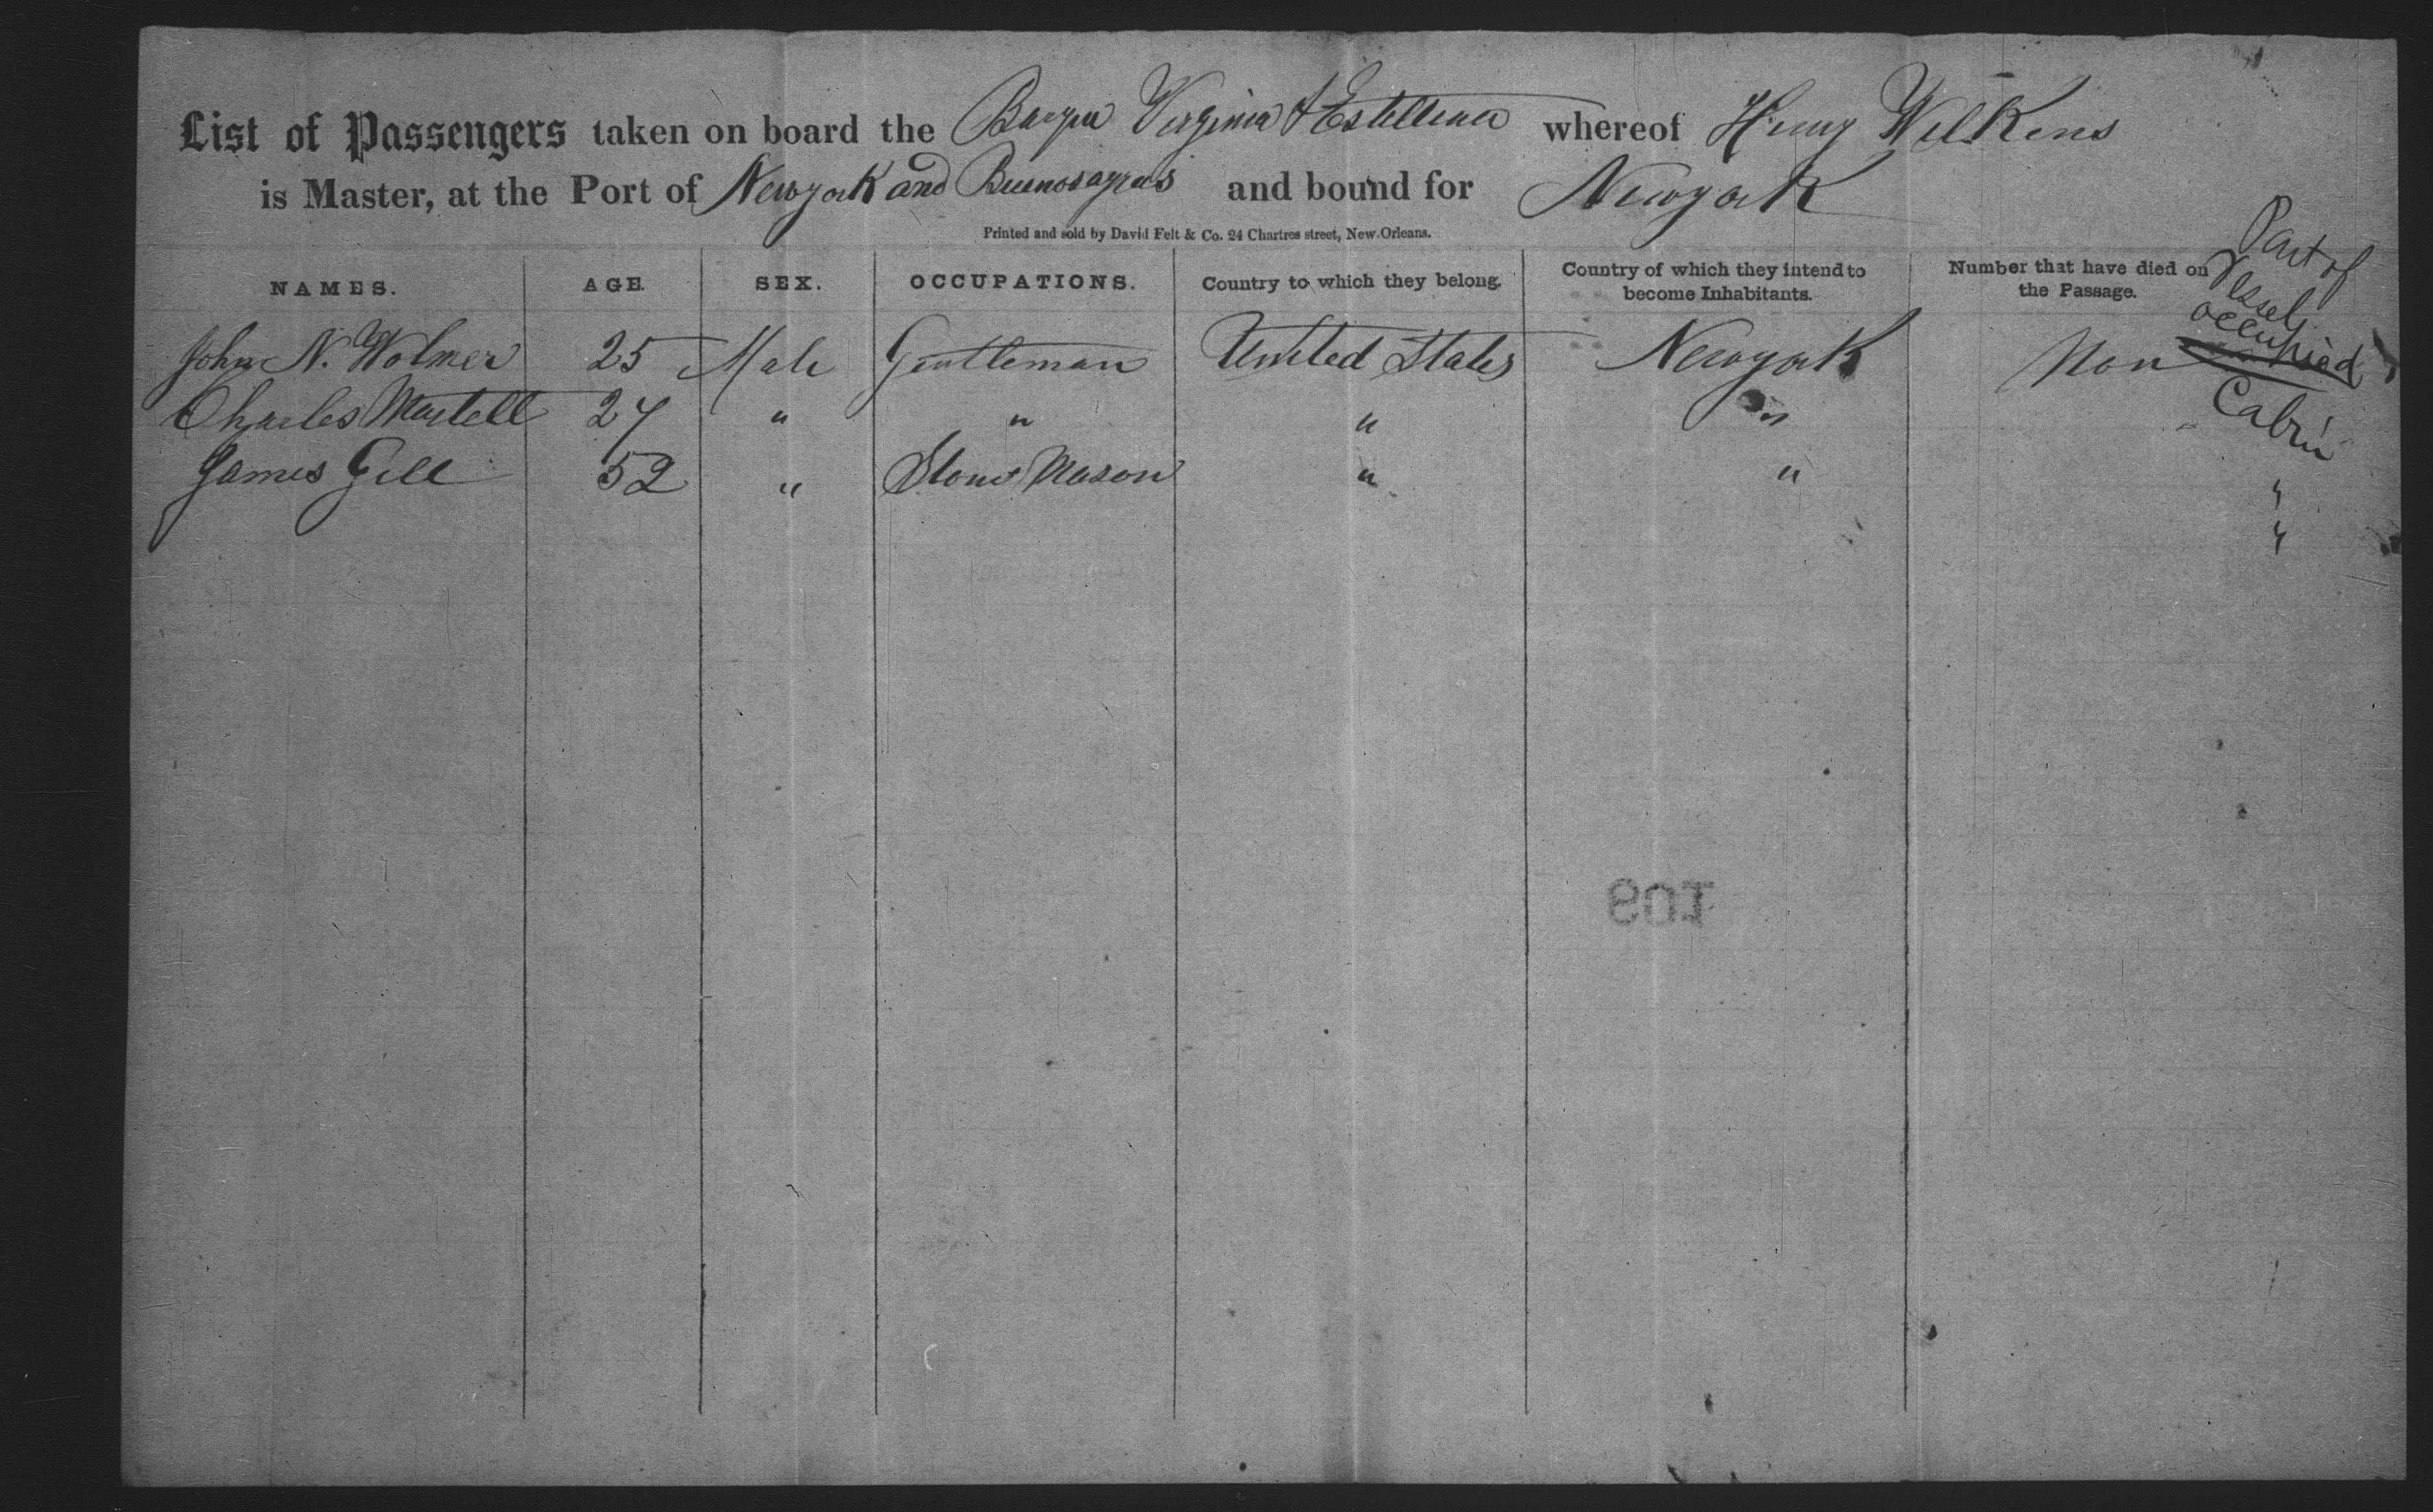 List of Passengers taken on board the Barque Virginia & Estellina whereof Henry Wilkens
is Master, at the Port of Newyork and Buenosayres and bound for Newyork
Printed and sold by David Felt & Co. 24 Chartres street, New-Orleans.
NAMES. AGE. SEX. OCCUPATIONS. Country to which they belong. Country of which they intend to become Inhabitants. Number that have died on the Passage. Part of Vessel occupied
John N. Wolmer 25 Male Gentleman United States Newyork Non Cabin
Charles Martell 27 " " " " "
James Gill 52 " Stone Mason " " "
109